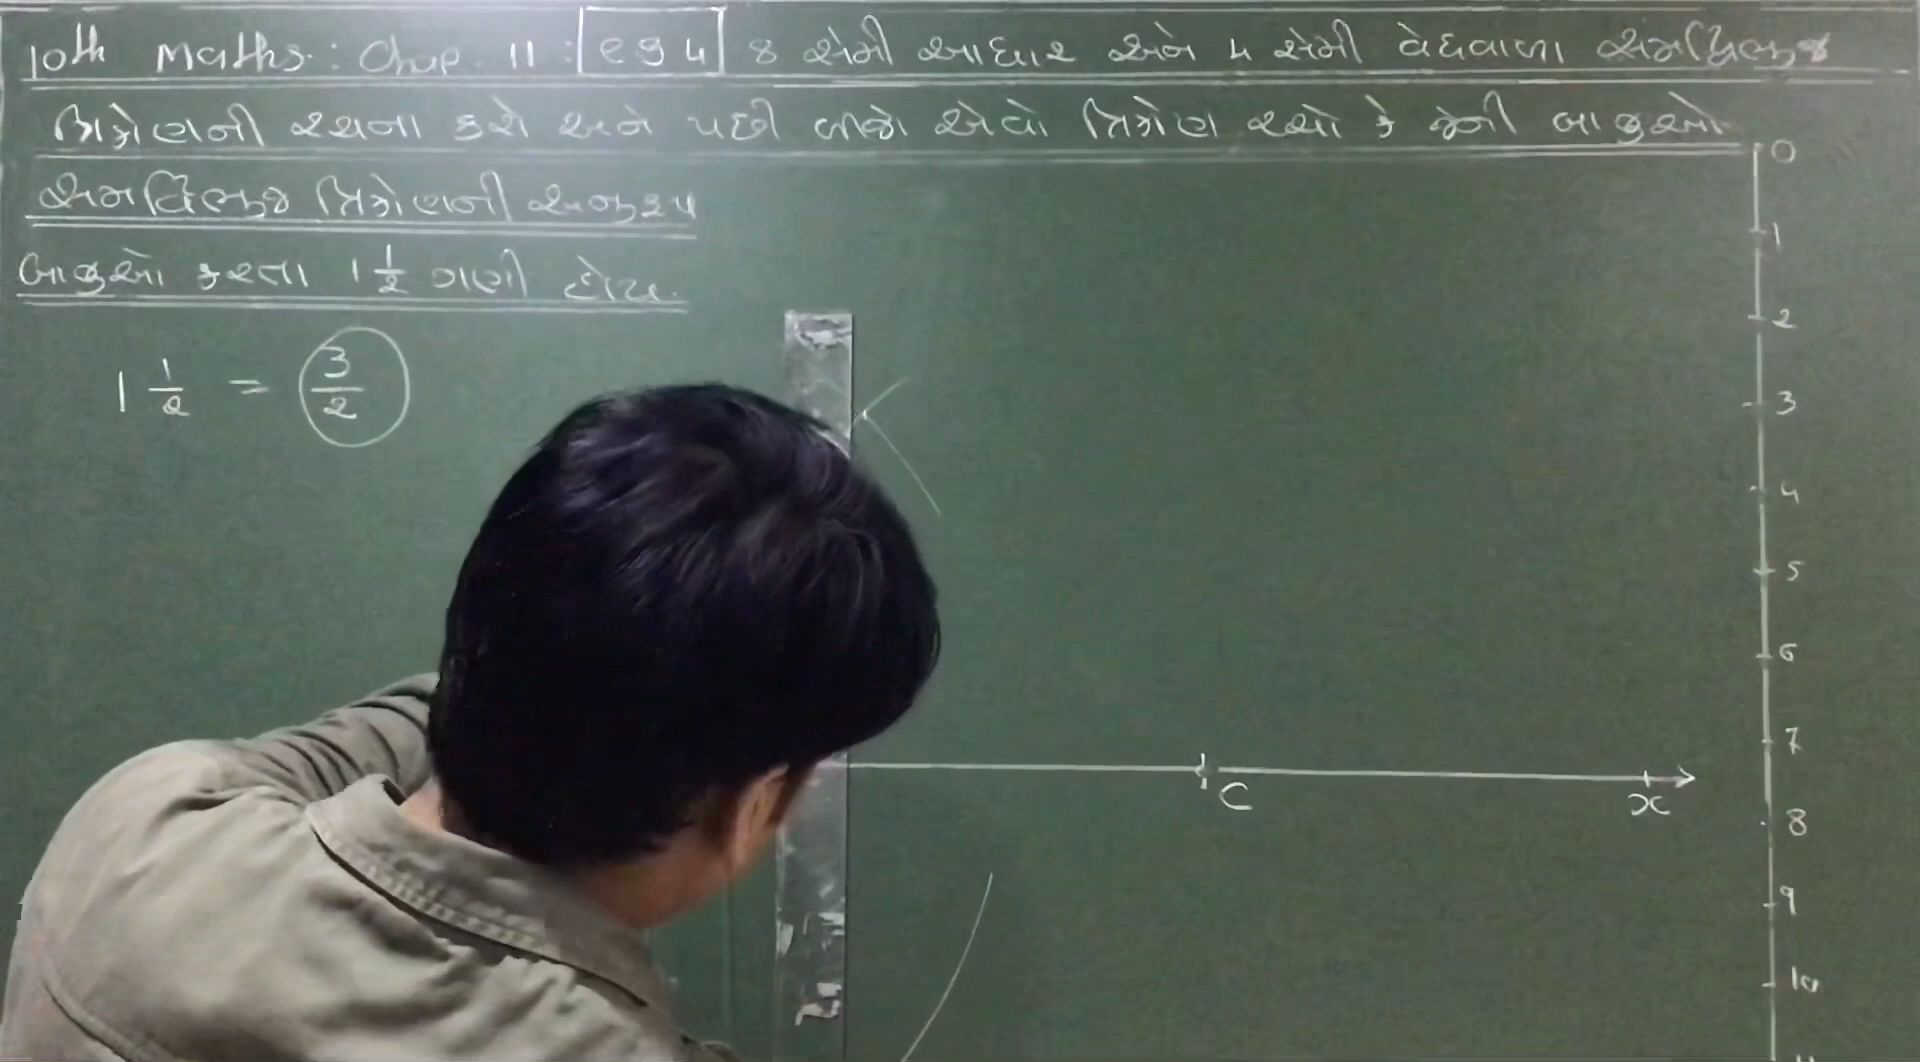 10th Maths : Chap. 11 : eg 4 8 સેમી આધાર અને 4 સેમી વેધવાળા સમદ્વિભુજ
ત્રિકોણની રચના કરો અને પછી બીજો એવો ત્રિકોણ રચો કે જેની બાજુઓ
સમદ્વિભુજ ત્રિકોણની અનુરૂપ
બાજુઓ કરતા 1 1/2 ગણી હોય.
1 1/2 = 3/2
C
x
0
1
2
3
4
5
6
7
8
9
10